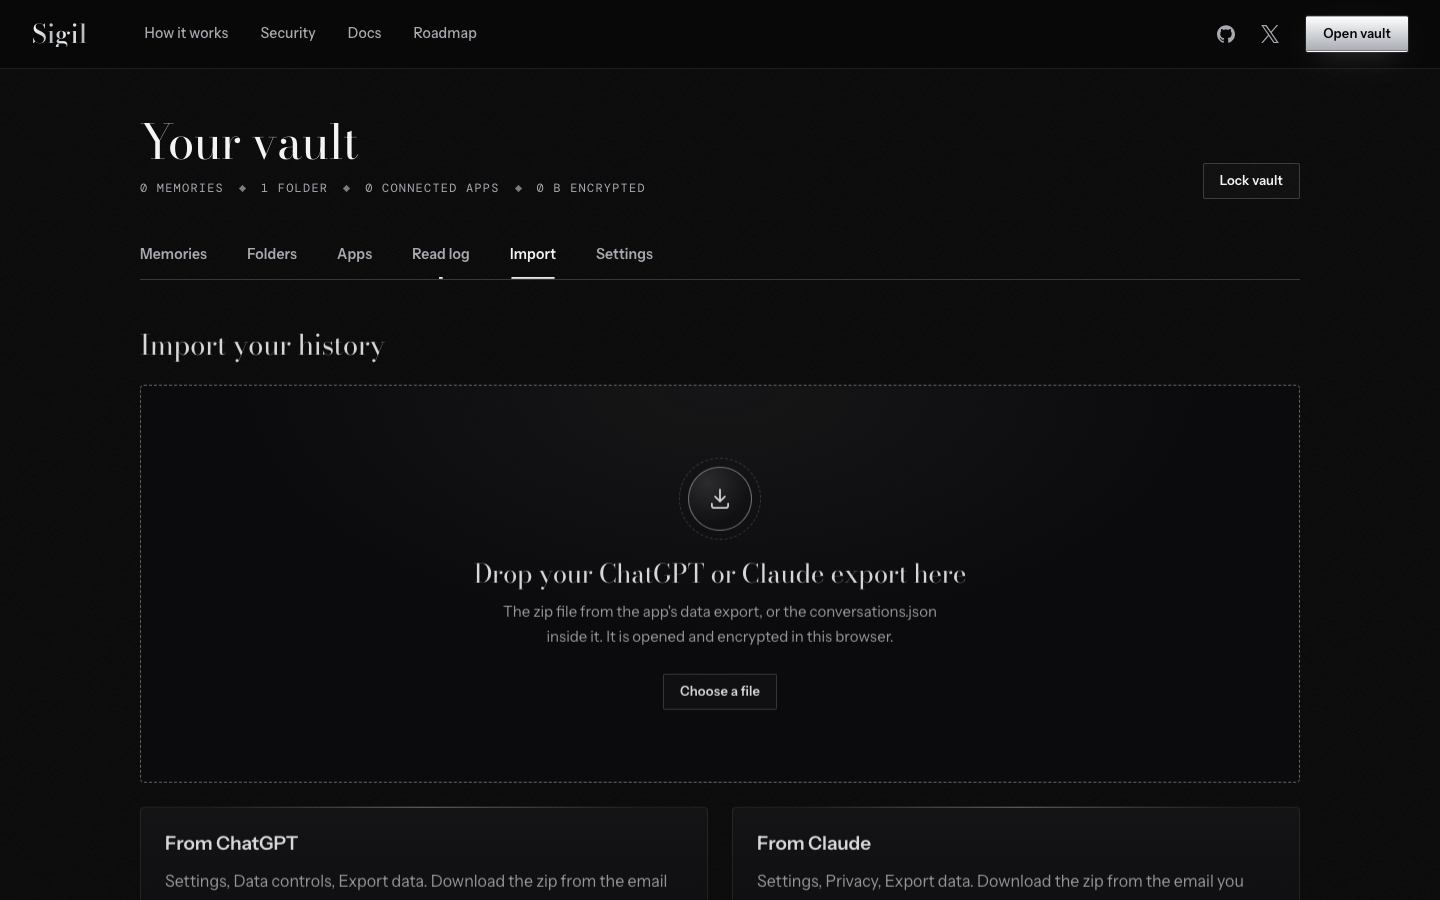 Sigil
How it works
Security
Docs
Roadmap
Open vault
Your vault
0 MEMORIES ◆ 1 FOLDER ◆ 0 CONNECTED APPS ◆ 0 B ENCRYPTED
Lock vault
Memories
Folders
Apps
Read log
Import
Settings
Import your history
Drop your ChatGPT or Claude export here
The zip file from the app's data export, or the conversations.json
inside it. It is opened and encrypted in this browser.
Choose a file
From ChatGPT
Settings, Data controls, Export data. Download the zip from the email
From Claude
Settings, Privacy, Export data. Download the zip from the email you